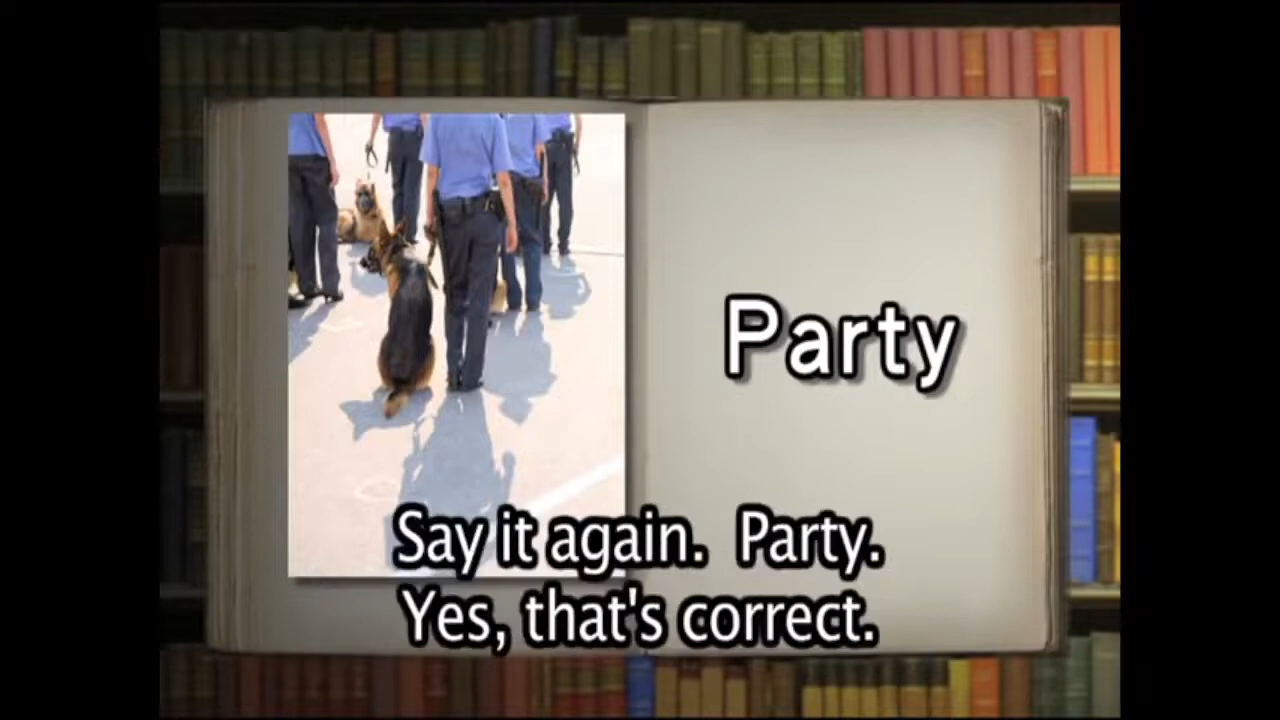 Party
Say it again.  Party.
Yes, that's correct.